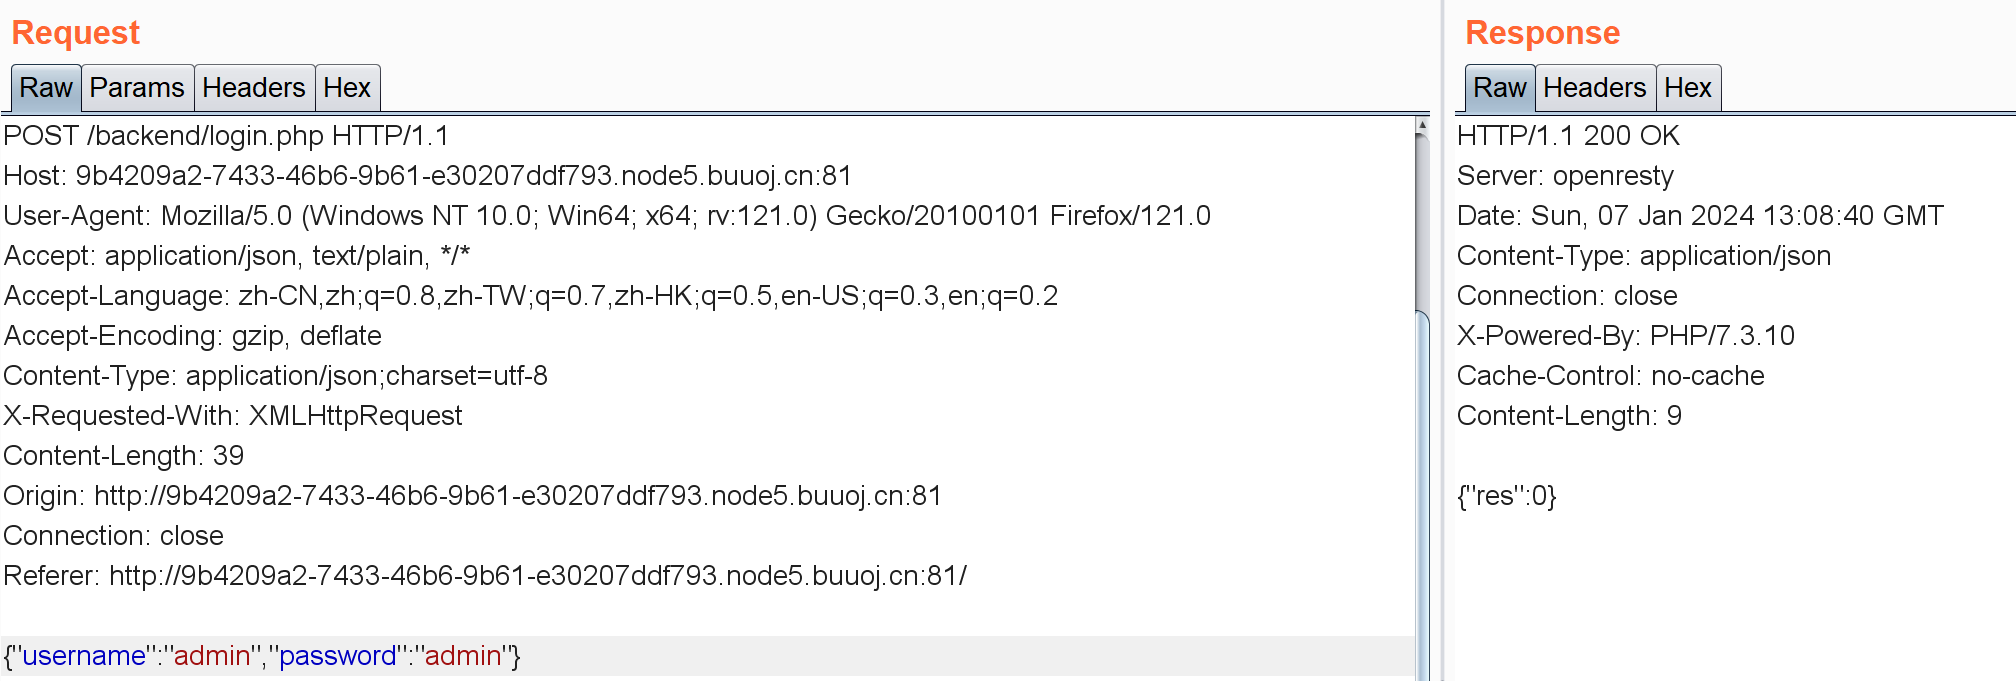 Request
Raw Params Headers Hex
POST /backend/login.php HTTP/1.1
Host: 9b4209a2-7433-46b6-9b61-e30207ddf793.node5.buuoj.cn:81
User-Agent: Mozilla/5.0 (Windows NT 10.0; Win64; x64; rv:121.0) Gecko/20100101 Firefox/121.0
Accept: application/json, text/plain, */*
Accept-Language: zh-CN,zh;q=0.8,zh-TW;q=0.7,zh-HK;q=0.5,en-US;q=0.3,en;q=0.2
Accept-Encoding: gzip, deflate
Content-Type: application/json;charset=utf-8
X-Requested-With: XMLHttpRequest
Content-Length: 39
Origin: http://9b4209a2-7433-46b6-9b61-e30207ddf793.node5.buuoj.cn:81
Connection: close
Referer: http://9b4209a2-7433-46b6-9b61-e30207ddf793.node5.buuoj.cn:81/
{"username":"admin","password":"admin"}
Response
Raw Headers Hex
HTTP/1.1 200 OK
Server: openresty
Date: Sun, 07 Jan 2024 13:08:40 GMT
Content-Type: application/json
Connection: close
X-Powered-By: PHP/7.3.10
Cache-Control: no-cache
Content-Length: 9
{"res":0}